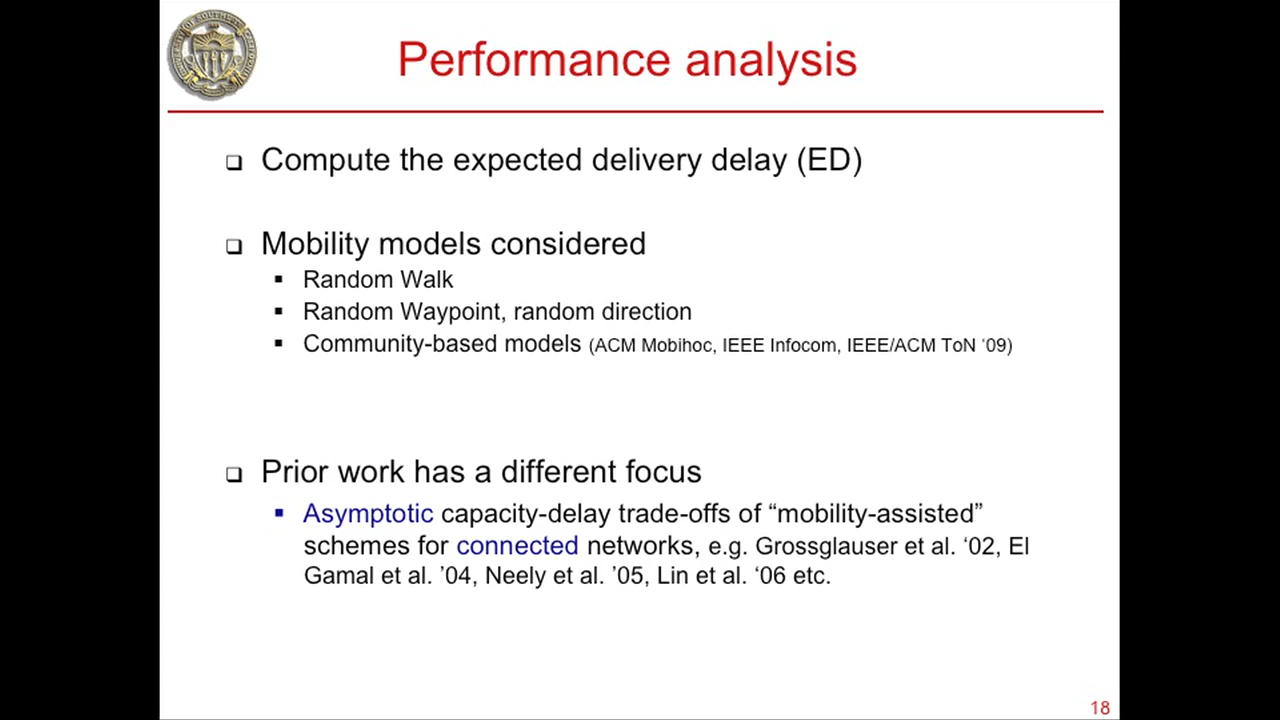 Performance analysis
Compute the expected delivery delay (ED)
Mobility models considered
Random Walk
Random Waypoint, random direction
Community-based models (ACM Mobihoc, IEEE Infocom, IEEE/ACM ToN ‘09)
Prior work has a different focus
Asymptotic capacity-delay trade-offs of “mobility-assisted”
schemes for connected networks, e.g. Grossglauser et al. ‘02, El
Gamal et al. ’04, Neely et al. ’05, Lin et al. ‘06 etc.
18